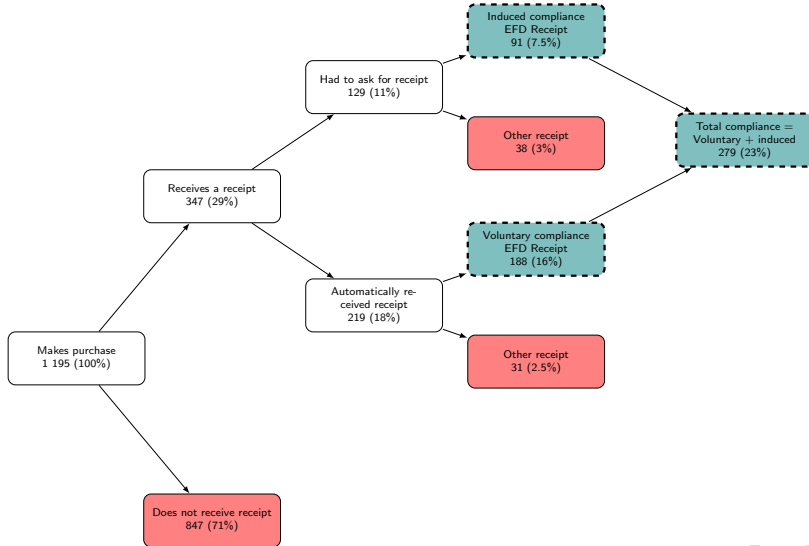 Induced compliance
EFD Receipt
91 (7.5%)
Had to ask for receipt
129 (11%)
Other receipt
38 (3%)
Total compliance =
Voluntary + induced
279 (23%)
Receives a receipt
347 (29%)
Voluntary compliance
EFD Receipt
188 (16%)
Automatically re-
ceived receipt
219 (18%)
Makes purchase
1 195 (100%)
Other receipt
31 (2.5%)
Does not receive receipt
847 (71%)